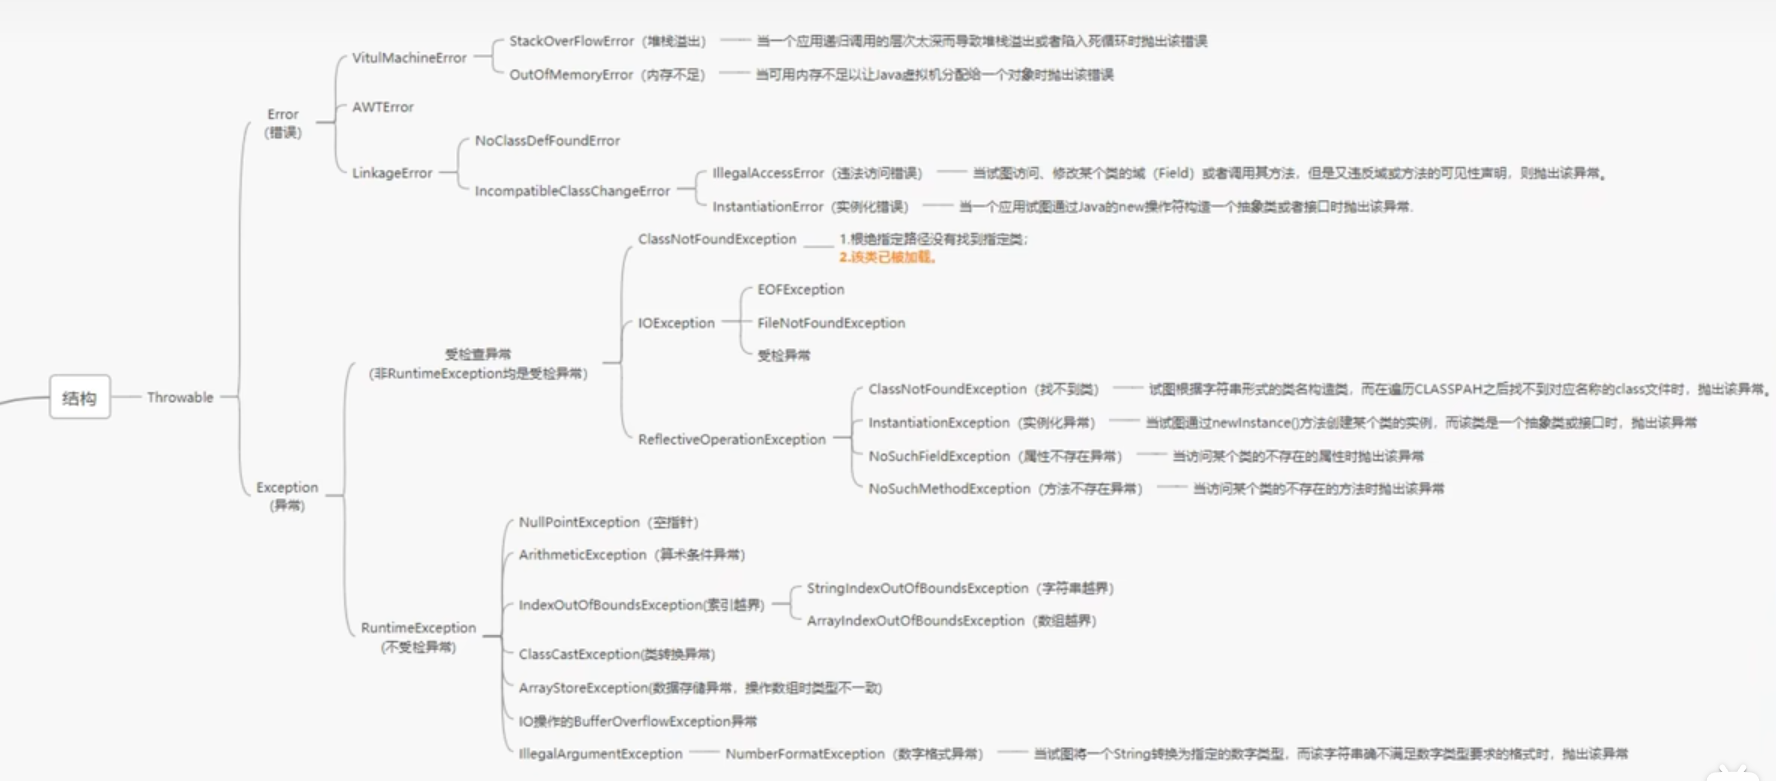 结构
Throwable
Error
(错误)
VitulMachineError
StackOverFlowError（堆栈溢出）
当一个应用递归调用的层次太深而导致堆栈溢出或者陷入死循环时抛出该错误
OutOfMemoryError（内存不足）
当可用内存不足以让Java虚拟机分配给一个对象时抛出该错误
AWTError
LinkageError
NoClassDefFoundError
IncompatibleClassChangeError
IllegalAccessError（违法访问错误）
当试图访问、修改某个类的域（Field）或者调用其方法，但是又违反域或方法的可见性声明，则抛出该异常。
InstantiationError（实例化错误）
当一个应用试图通过Java的new操作符构造一个抽象类或者接口时抛出该异常.
Exception
(异常)
受检查异常
(非RuntimeException均是受检异常)
ClassNotFoundException
1.根绝指定路径没有找到指定类;
2.该类已被加载。
IOException
EOFException
FileNotFoundException
受检异常
ReflectiveOperationException
ClassNotFoundException（找不到类）
试图根据字符串形式的类名构造类，而在遍历CLASSPAH之后找不到对应名称的class文件时，抛出该异常。
InstantiationException（实例化异常）
当试图通过newInstance()方法创建某个类的实例，而该类是一个抽象类或接口时，抛出该异常
NoSuchFieldException（属性不存在异常）
当访问某个类的不存在的属性时抛出该异常
NoSuchMethodException（方法不存在异常）
当访问某个类的不存在的方法时抛出该异常
RuntimeException
(不受检异常)
NullPointException（空指针）
ArithmeticException（算术条件异常）
IndexOutOfBoundsException(索引越界)
StringIndexOutOfBoundsException（字符串越界）
ArrayIndexOutOfBoundsException（数组越界）
ClassCastException(类转换异常)
ArrayStoreException(数据存储异常，操作数组时类型不一致)
IO操作的BufferOverflowException异常
IllegalArgumentException
NumberFormatException（数字格式异常）
当试图将一个String转换为指定的数字类型，而该字符串确不满足数字类型要求的格式时，抛出该异常